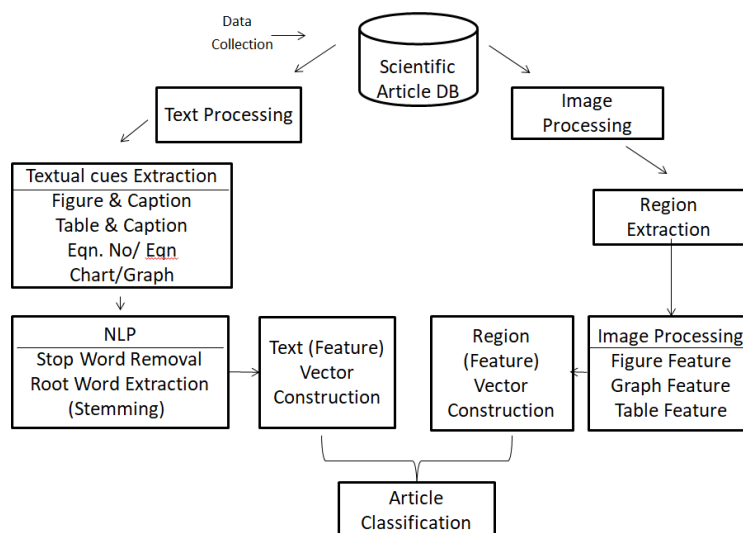 Data
Collection
Scientific
Article DB
Text Processing
Image
Processing
Textual cues Extraction
Figure & Caption
Table & Caption
Eqn. No/ Eqn
Chart/Graph
Region
Extraction
NLP
Stop Word Removal
Root Word Extraction
(Stemming)
Text (Feature)
Vector
Construction
Region
(Feature)
Vector
Construction
Image Processing
Figure Feature
Graph Feature
Table Feature
Article
Classification